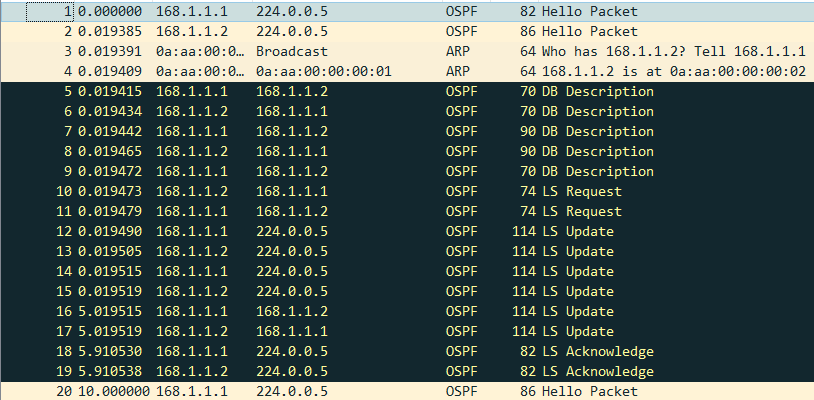 1 0.000000 168.1.1.1 224.0.0.5 OSPF 82 Hello Packet
2 0.019385 168.1.1.2 224.0.0.5 OSPF 86 Hello Packet
3 0.019391 0a:aa:00:0… Broadcast ARP 64 Who has 168.1.1.2? Tell 168.1.1.1
4 0.019409 0a:aa:00:0… 0a:aa:00:00:00:01 ARP 64 168.1.1.2 is at 0a:aa:00:00:00:02
5 0.019415 168.1.1.1 168.1.1.2 OSPF 70 DB Description
6 0.019434 168.1.1.2 168.1.1.1 OSPF 70 DB Description
7 0.019442 168.1.1.1 168.1.1.2 OSPF 90 DB Description
8 0.019465 168.1.1.2 168.1.1.1 OSPF 90 DB Description
9 0.019472 168.1.1.1 168.1.1.2 OSPF 70 DB Description
10 0.019473 168.1.1.2 168.1.1.1 OSPF 74 LS Request
11 0.019479 168.1.1.1 168.1.1.2 OSPF 74 LS Request
12 0.019490 168.1.1.1 224.0.0.5 OSPF 114 LS Update
13 0.019505 168.1.1.2 224.0.0.5 OSPF 114 LS Update
14 0.019515 168.1.1.1 224.0.0.5 OSPF 114 LS Update
15 0.019519 168.1.1.2 224.0.0.5 OSPF 114 LS Update
16 5.019515 168.1.1.1 168.1.1.2 OSPF 114 LS Update
17 5.019519 168.1.1.2 168.1.1.1 OSPF 114 LS Update
18 5.910530 168.1.1.1 224.0.0.5 OSPF 82 LS Acknowledge
19 5.910538 168.1.1.2 224.0.0.5 OSPF 82 LS Acknowledge
20 10.000000 168.1.1.1 224.0.0.5 OSPF 86 Hello Packet